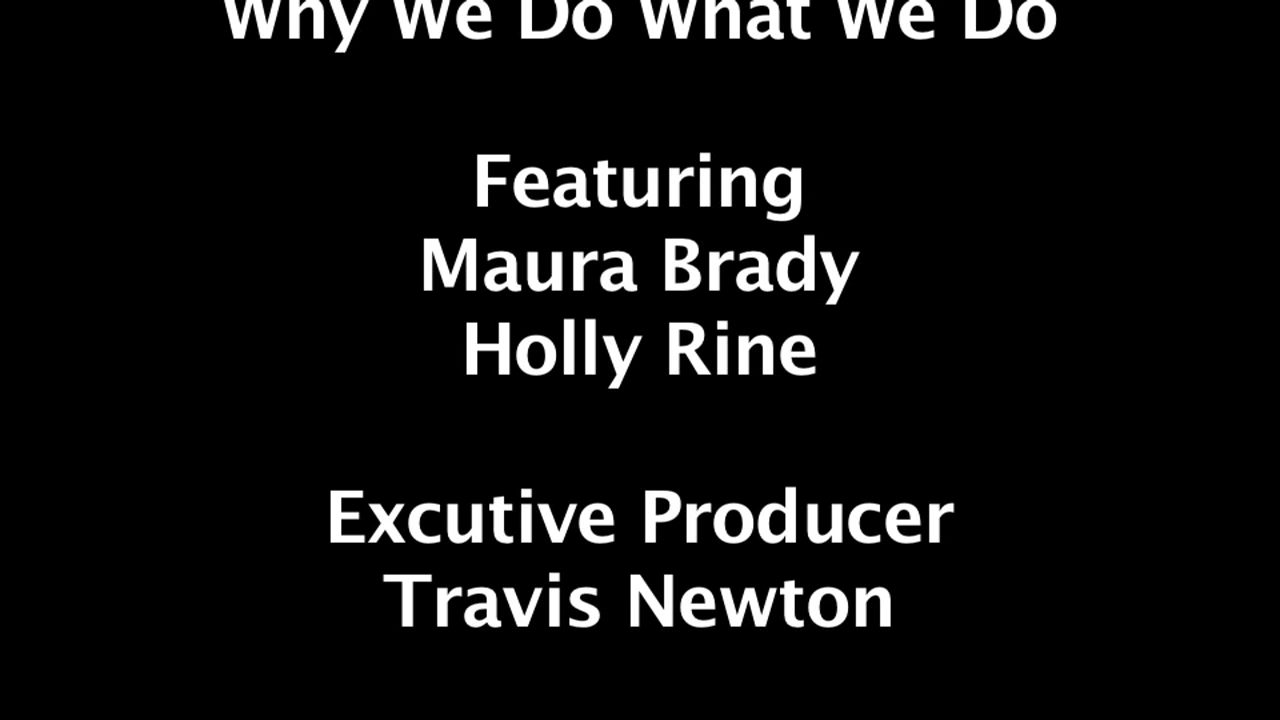 Why We Do What We Do
Featuring
Maura Brady
Holly Rine
Excutive Producer
Travis Newton